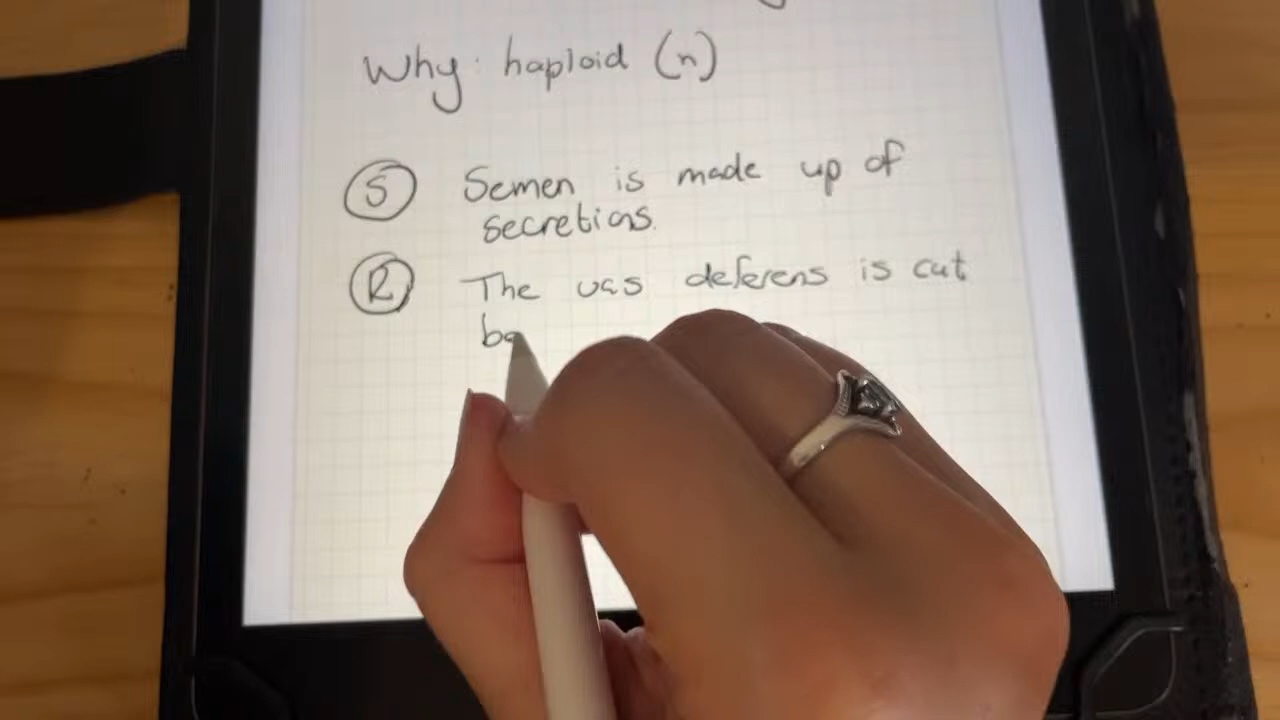 Why: haploid (n)
S Semen is made up of
secretions.
R The vas deferens is cut